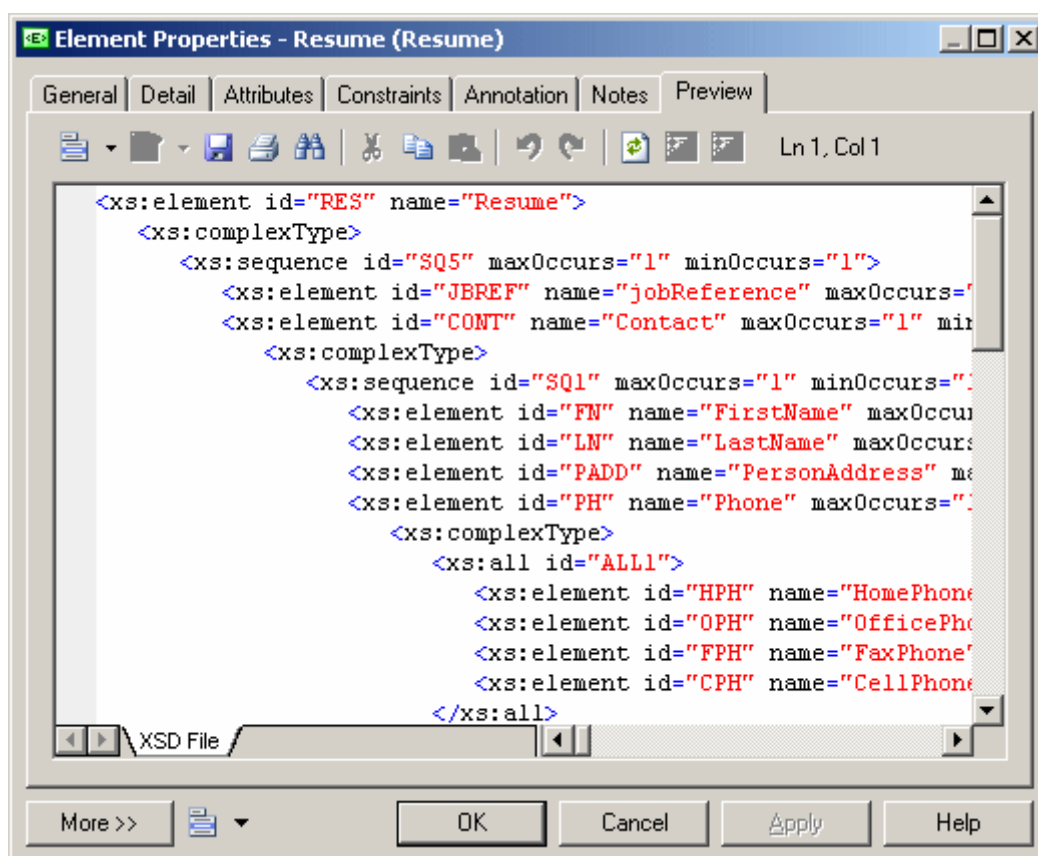 Element Properties - Resume (Resume)
General Detail Attributes Constraints Annotation Notes Preview
Ln 1, Col 1
<xs:element id="RES" name="Resume">
<xs:complexType>
<xs:sequence id="SQ5" maxOccurs="1" minOccurs="1">
<xs:element id="JBREF" name="jobReference" maxOccurs="
<xs:element id="CONT" name="Contact" maxOccurs="1" min
<xs:complexType>
<xs:sequence id="SQ1" maxOccurs="1" minOccurs="1
<xs:element id="FN" name="FirstName" maxOccur
<xs:element id="LN" name="LastName" maxOccurs
<xs:element id="PADD" name="PersonAddress" ma
<xs:element id="PH" name="Phone" maxOccurs="1
<xs:complexType>
<xs:all id="ALL1">
<xs:element id="HPH" name="HomePhone
<xs:element id="OPH" name="OfficePho
<xs:element id="FPH" name="FaxPhone"
<xs:element id="CPH" name="CellPhone
</xs:all>
XSD File
More >> OK Cancel Apply Help